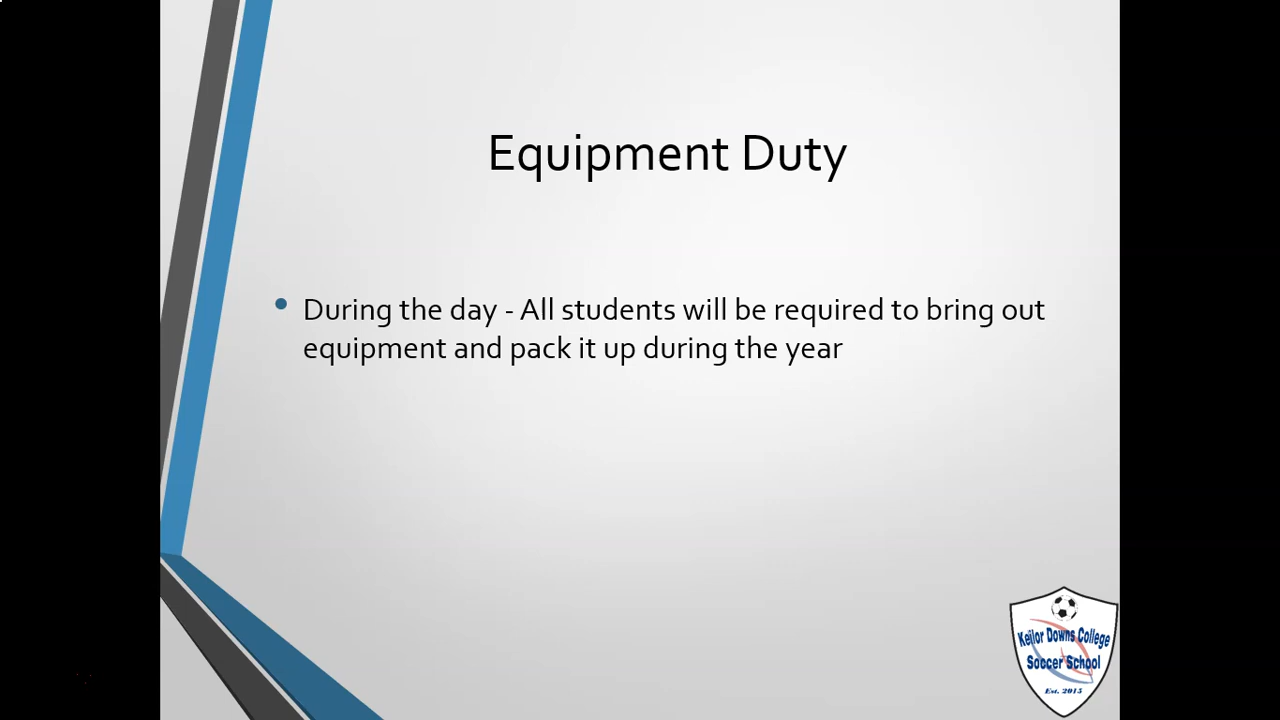 Equipment Duty
• During the day - All students will be required to bring out
equipment and pack it up during the year
Keilor Downs College
Soccer School
Est. 2015